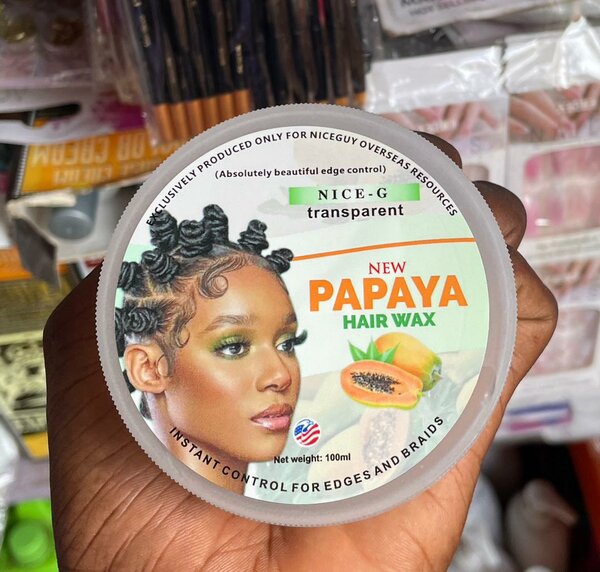 EXCLUSIVELY PRODUCED ONLY FOR NICEGUY OVERSEAS RESOURCES
(Absolutely beautiful edge control)
NICE-G
transparent
NEW
PAPAYA
HAIR WAX
Net weight: 100ml
INSTANT CONTROL FOR EDGES AND BRAIDS